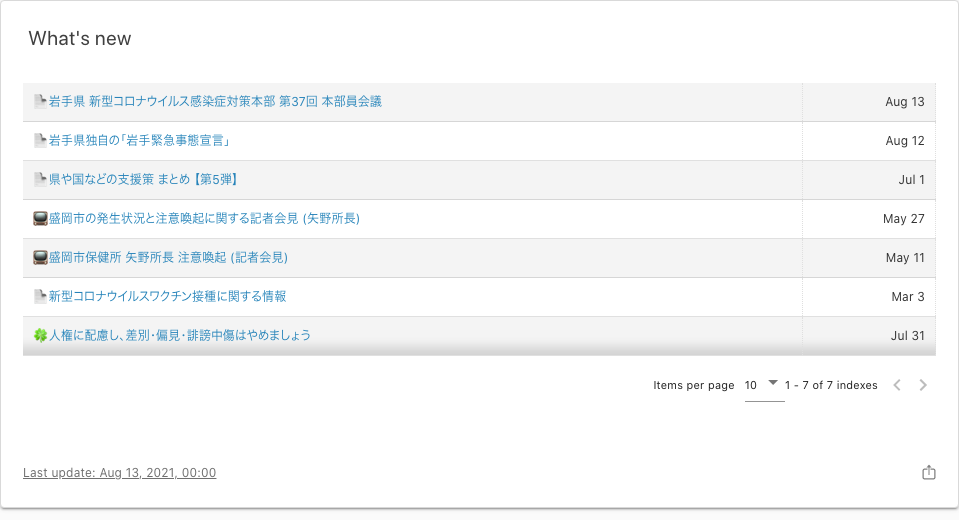 What's new
岩手県 新型コロナウイルス感染症対策本部 第37回 本部員会議 Aug 13
岩手県独自の「岩手緊急事態宣言」 Aug 12
県や国などの支援策 まとめ【第5弾】 Jul 1
盛岡市の発生状況と注意喚起に関する記者会見 (矢野所長) May 27
盛岡市保健所 矢野所長 注意喚起 (記者会見) May 11
新型コロナウイルスワクチン接種に関する情報 Mar 3
人権に配慮し、差別・偏見・誹謗中傷はやめましょう Jul 31
Items per page 10 1 - 7 of 7 indexes
Last update: Aug 13, 2021, 00:00